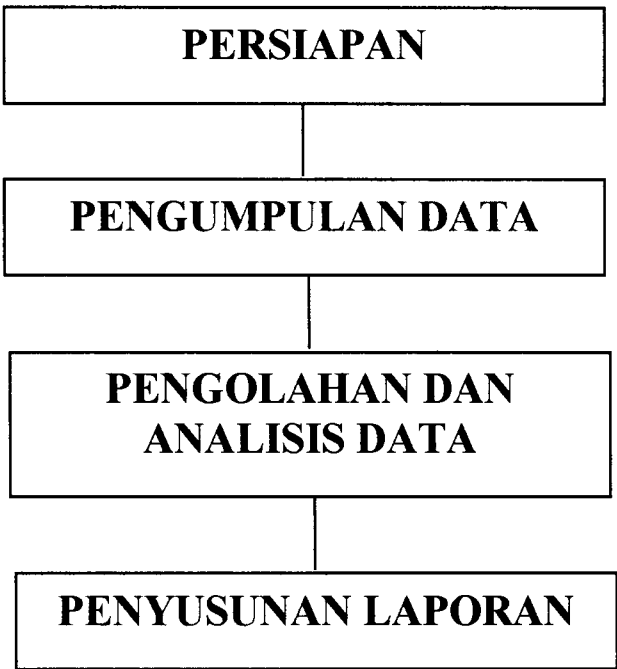 PERSIAPAN
PENGUMPULAN DATA
PENGOLAHAN DAN
ANALISIS DATA
PENYUSUNAN LAPORAN